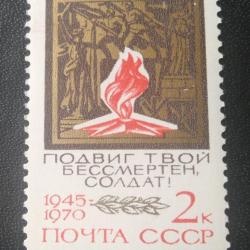 ПОДВИГ ТВОЙ
БЕССМЕРТЕН,
СОЛДАТ!
1945-
1970
2к
ПОЧТА СССР